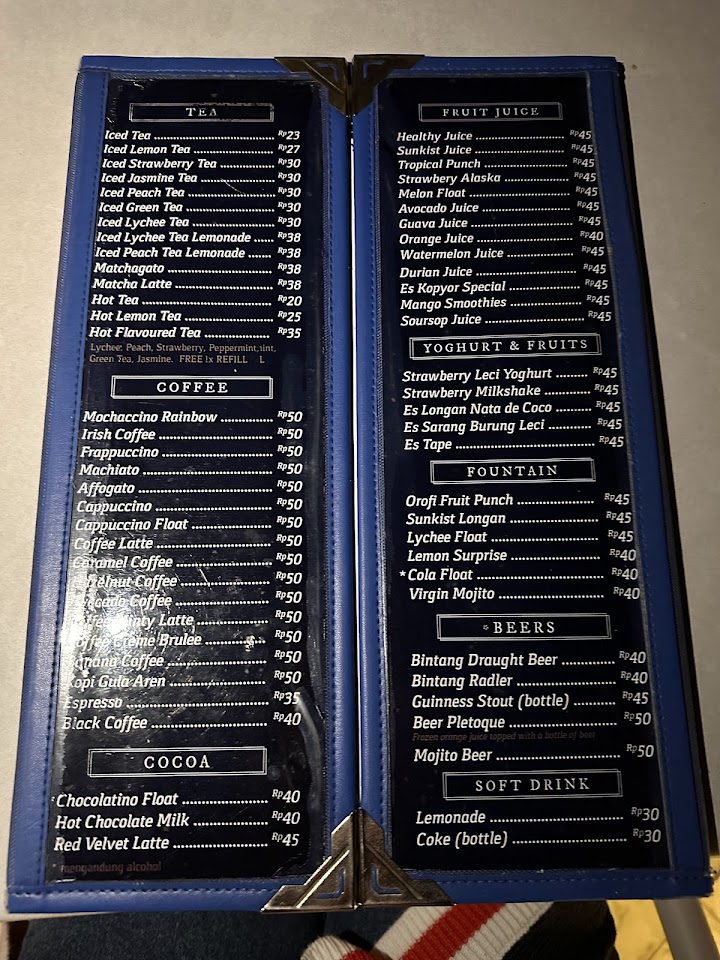 TEA
Iced Tea Rp23
Iced Lemon Tea Rp27
Iced Strawberry Tea Rp30
Iced Jasmine Tea Rp30
Iced Peach Tea Rp30
Iced Green Tea Rp30
Iced Lychee Tea Rp30
Iced Lychee Tea Lemonade Rp38
Iced Peach Tea Lemonade Rp38
Matchagato Rp38
Matcha Latte Rp38
Hot Tea Rp20
Hot Lemon Tea Rp25
Hot Flavoured Tea Rp35
Lychee, Peach, Strawberry, Peppermint,
Green Tea, Jasmine. FREE 1x REFILL
COFFEE
Mochaccino Rainbow Rp50
Irish Coffee Rp50
Frappuccino Rp50
Machiato Rp50
Affogato Rp50
Cappuccino Rp50
Cappuccino Float Rp50
Coffee Latte Rp50
Caramel Coffee Rp50
Hazelnut Coffee Rp50
Avocado Coffee Rp50
Coffee Minty Latte Rp50
Coffee Creme Brulee Rp50
Banana Coffee Rp50
Kopi Gula Aren Rp50
Espresso Rp35
Black Coffee Rp40
COCOA
*Chocolatino Float Rp40
Hot Chocolate Milk Rp40
Red Velvet Latte Rp45
mengandung alcohol
FRUIT JUICE
Healthy Juice Rp45
Sunkist Juice Rp45
Tropical Punch Rp45
Strawbery Alaska Rp45
Melon Float Rp45
Avocado Juice Rp45
Guava Juice Rp45
Orange Juice Rp40
Watermelon Juice Rp45
Durian Juice Rp45
Es Kopyor Special Rp45
Mango Smoothies Rp45
Soursop Juice Rp45
YOGHURT & FRUITS
Strawberry Leci Yoghurt Rp45
Strawberry Milkshake Rp45
Es Longan Nata de Coco Rp45
Es Sarang Burung Leci Rp45
Es Tape Rp45
FOUNTAIN
Orofi Fruit Punch Rp45
Sunkist Longan Rp45
Lychee Float Rp45
Lemon Surprise Rp40
*Cola Float Rp40
Virgin Mojito Rp40
*BEERS
Bintang Draught Beer Rp40
Bintang Radler Rp40
Guinness Stout (bottle) Rp45
Beer Pletoque Rp50
Frozen orange juice topped with a bottle of beer
Mojito Beer Rp50
SOFT DRINK
Lemonade Rp30
Coke (bottle) Rp30